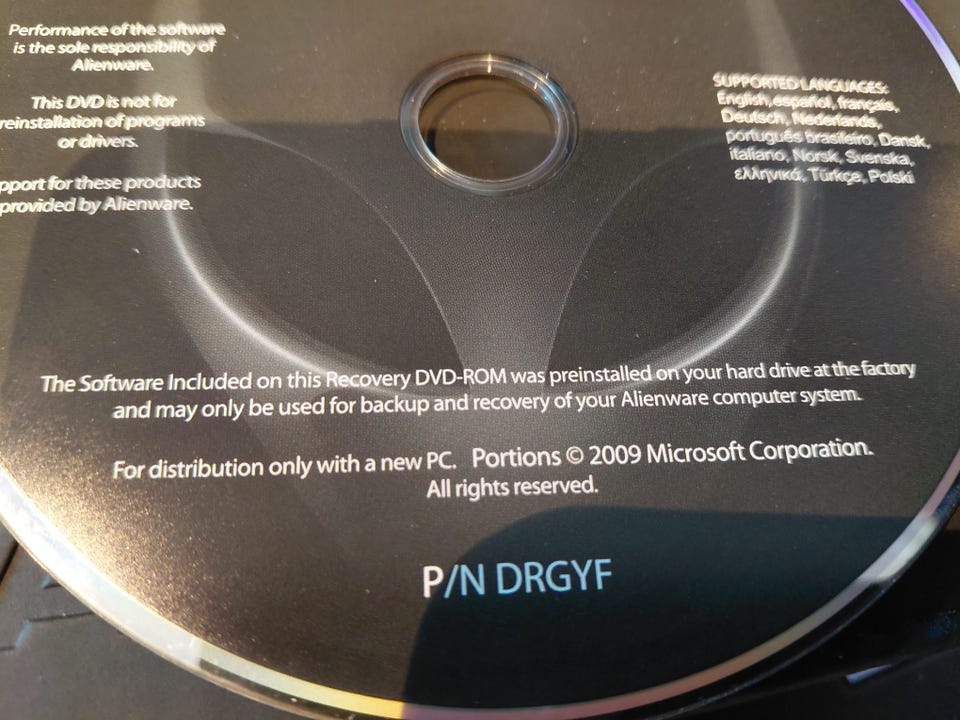 Performance of the software
is the sole responsibility of
Alienware.
This DVD is not for
reinstallation of programs
or drivers.
pport for these products
provided by Alienware.
SUPPORTED LANGUAGES:
English, español, français,
Deutsch, Nederlands,
português brasileiro, Dansk,
italiano, Norsk, Svenska,
ελληνικά, Türkçe, Polski
The Software Included on this Recovery DVD-ROM was preinstalled on your hard drive at the factory
and may only be used for backup and recovery of your Alienware computer system.
For distribution only with a new PC. Portions © 2009 Microsoft Corporation.
All rights reserved.
P/N DRGYF